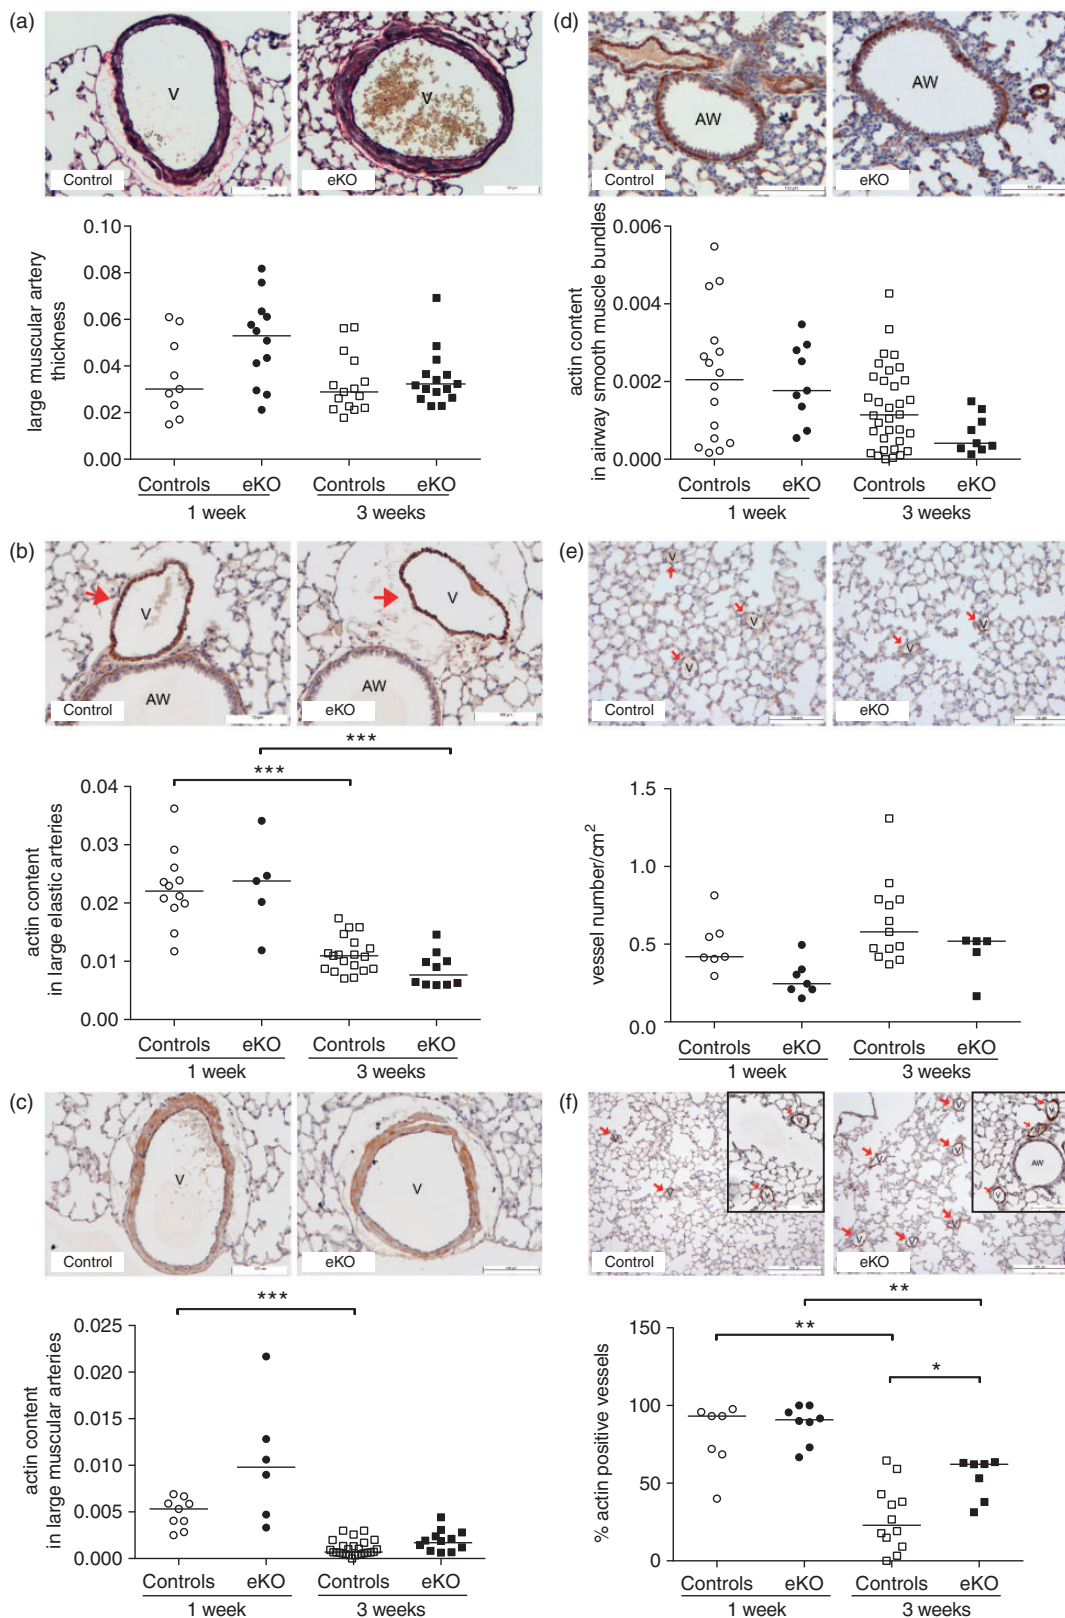 (a)
V
Control
V
eKO
large muscular artery
thickness
0.10
0.08
0.06
0.04
0.02
0.00
Controls
eKO
Controls
eKO
1 week
3 weeks
(b)
V
AW
Control
V
AW
eKO
***
***
actin content
in large elastic arteries
0.04
0.03
0.02
0.01
0.00
Controls
eKO
Controls
eKO
1 week
3 weeks
(c)
V
Control
V
eKO
***
actin content
in large muscular arteries
0.025
0.020
0.015
0.010
0.005
0.000
Controls
eKO
Controls
eKO
1 week
3 weeks
(d)
AW
Control
AW
eKO
actin content
in airway smooth muscle bundles
0.006
0.004
0.002
0.000
Controls
eKO
Controls
eKO
1 week
3 weeks
(e)
V
V
V
Control
V
V
eKO
vessel number/cm2
1.5
1.0
0.5
0.0
Controls
eKO
Controls
eKO
1 week
3 weeks
(f)
V
V
V
V
Control
V
V
V
V
V
V
V
V
AW
V
eKO
**
**
*
% actin positive vessels
150
100
50
0
Controls
eKO
Controls
eKO
1 week
3 weeks